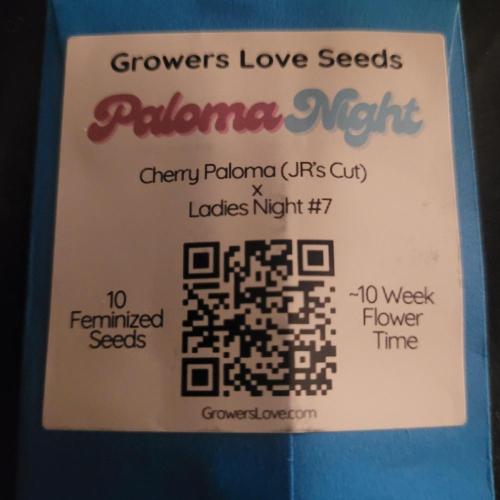 Growers Love Seeds
Paloma Night
Cherry Paloma (JR's Cut)
x
Ladies Night #7
10
Feminized
Seeds
~10 Week
Flower
Time
GrowersLove.com